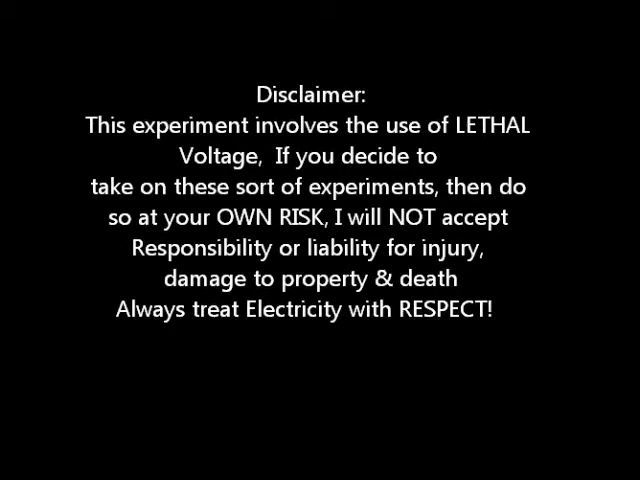 Disclaimer:
This experiment involves the use of LETHAL
Voltage,  If you decide to
take on these sort of experiments, then do
so at your OWN RISK, I will NOT accept
Responsibility or liability for injury,
damage to property & death
Always treat Electricity with RESPECT!